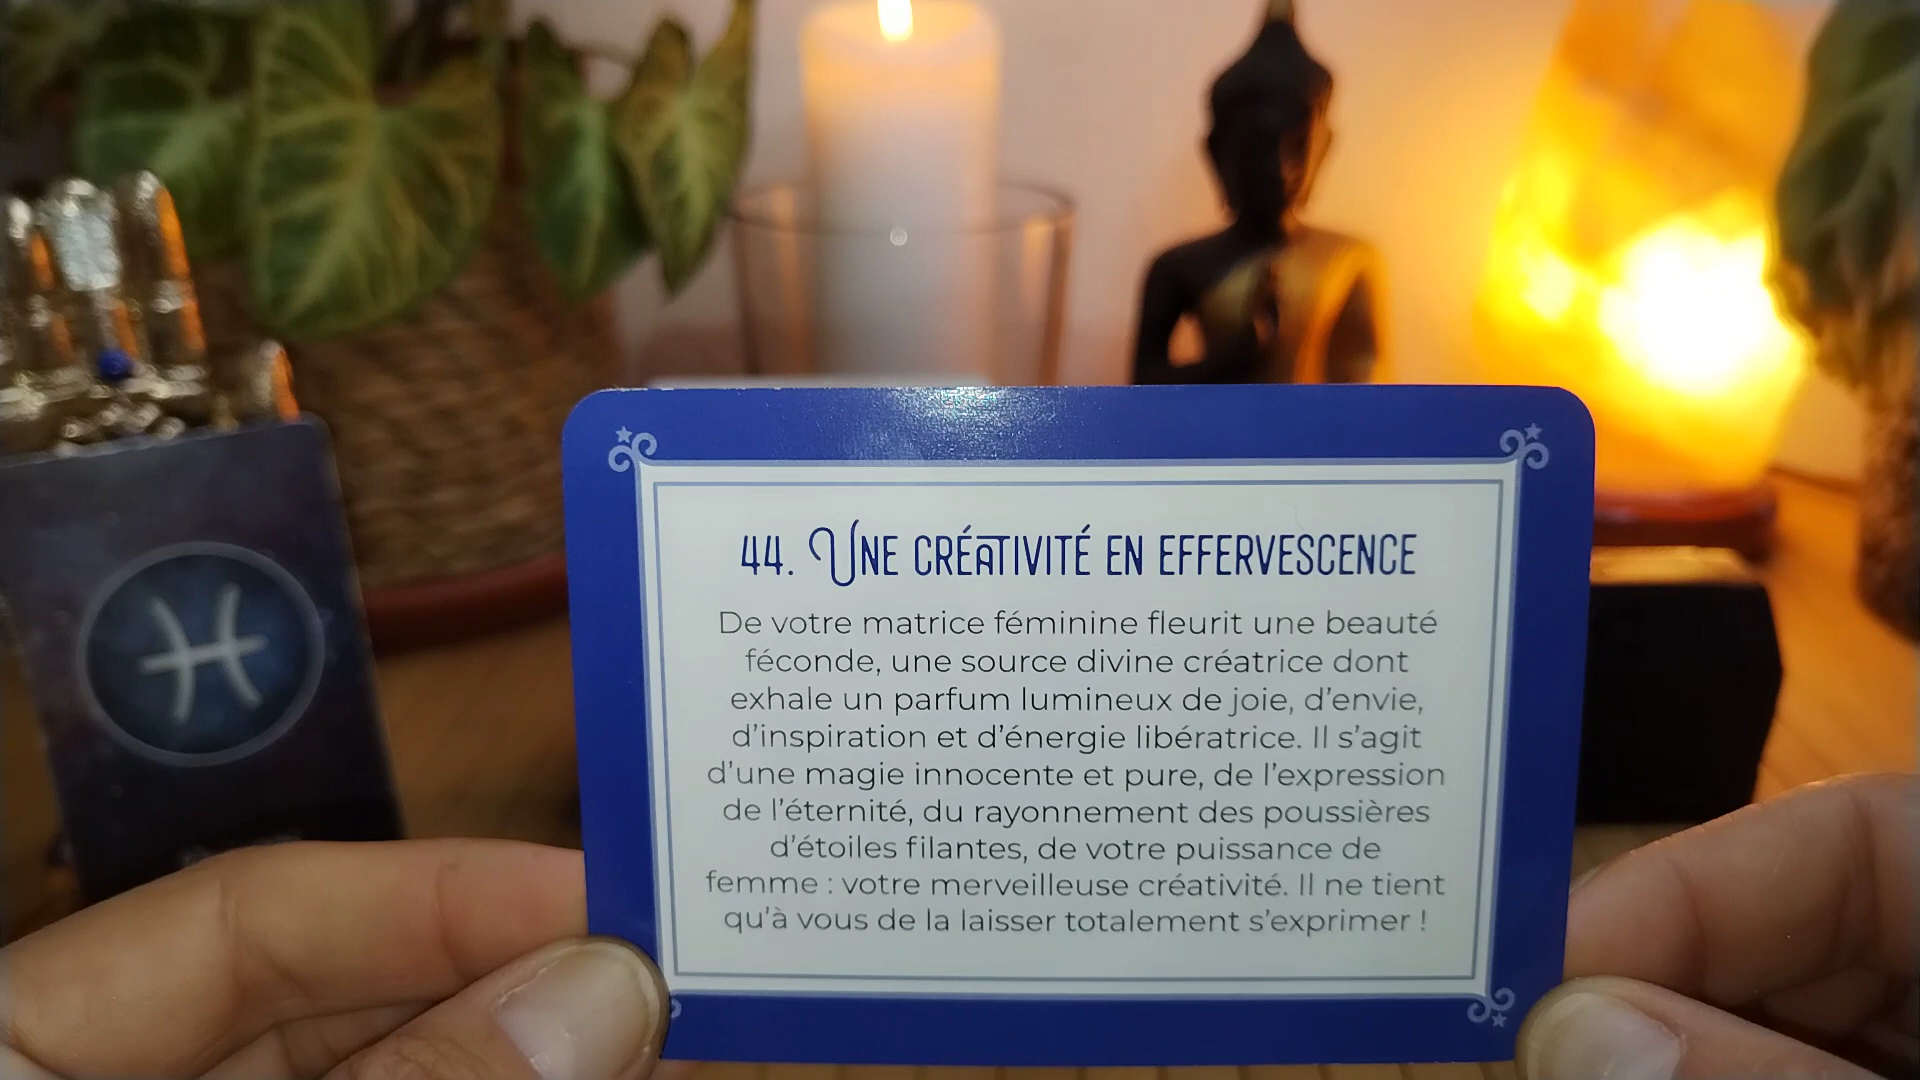 44. Une créativité en effervescence
De votre matrice féminine fleurit une beauté
féconde, une source divine créatrice dont
exhale un parfum lumineux de joie, d'envie,
d'inspiration et d'énergie libératrice. Il s'agit
d'une magie innocente et pure, de l'expression
de l'éternité, du rayonnement des poussières
d'étoiles filantes, de votre puissance de
femme : votre merveilleuse créativité. Il ne tient
qu'à vous de la laisser totalement s'exprimer !